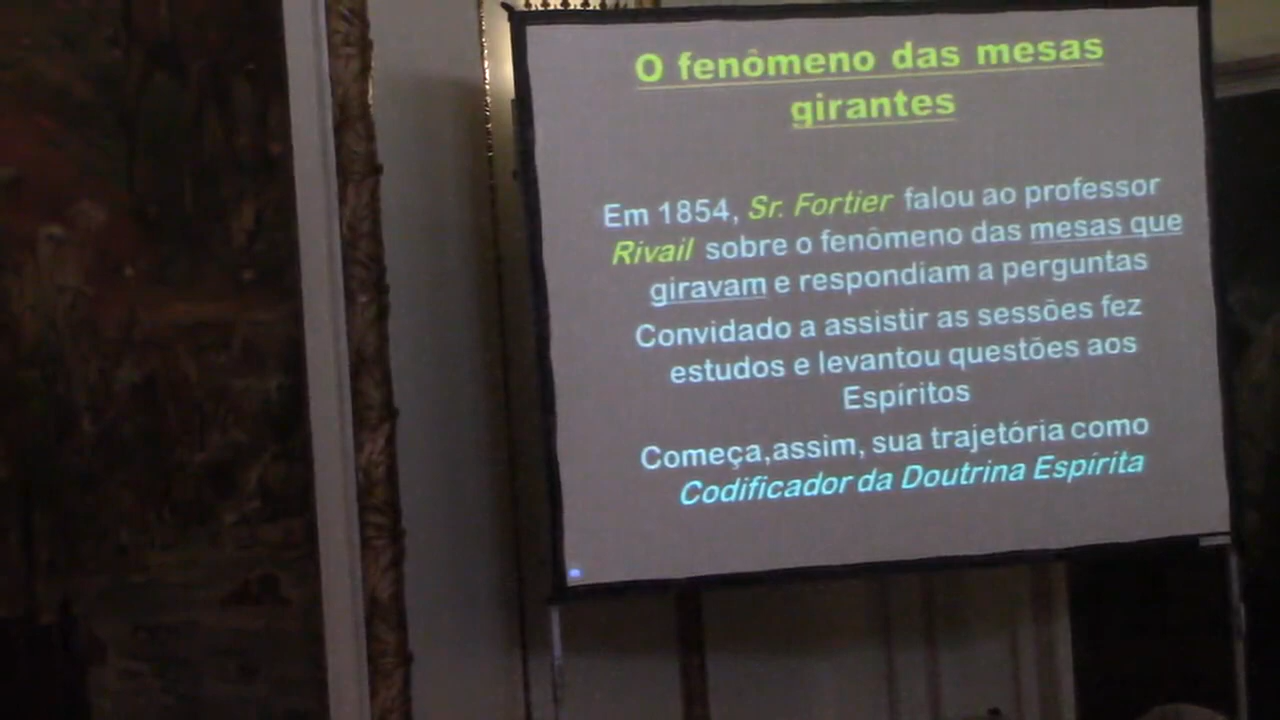 O fenômeno das mesas
girantes
Em 1854, Sr. Fortier falou ao professor
Rivail sobre o fenômeno das mesas que
giravam e respondiam a perguntas
Convidado a assistir as sessões fez
estudos e levantou questões aos
Espíritos
Começa,assim, sua trajetória como
Codificador da Doutrina Espírita